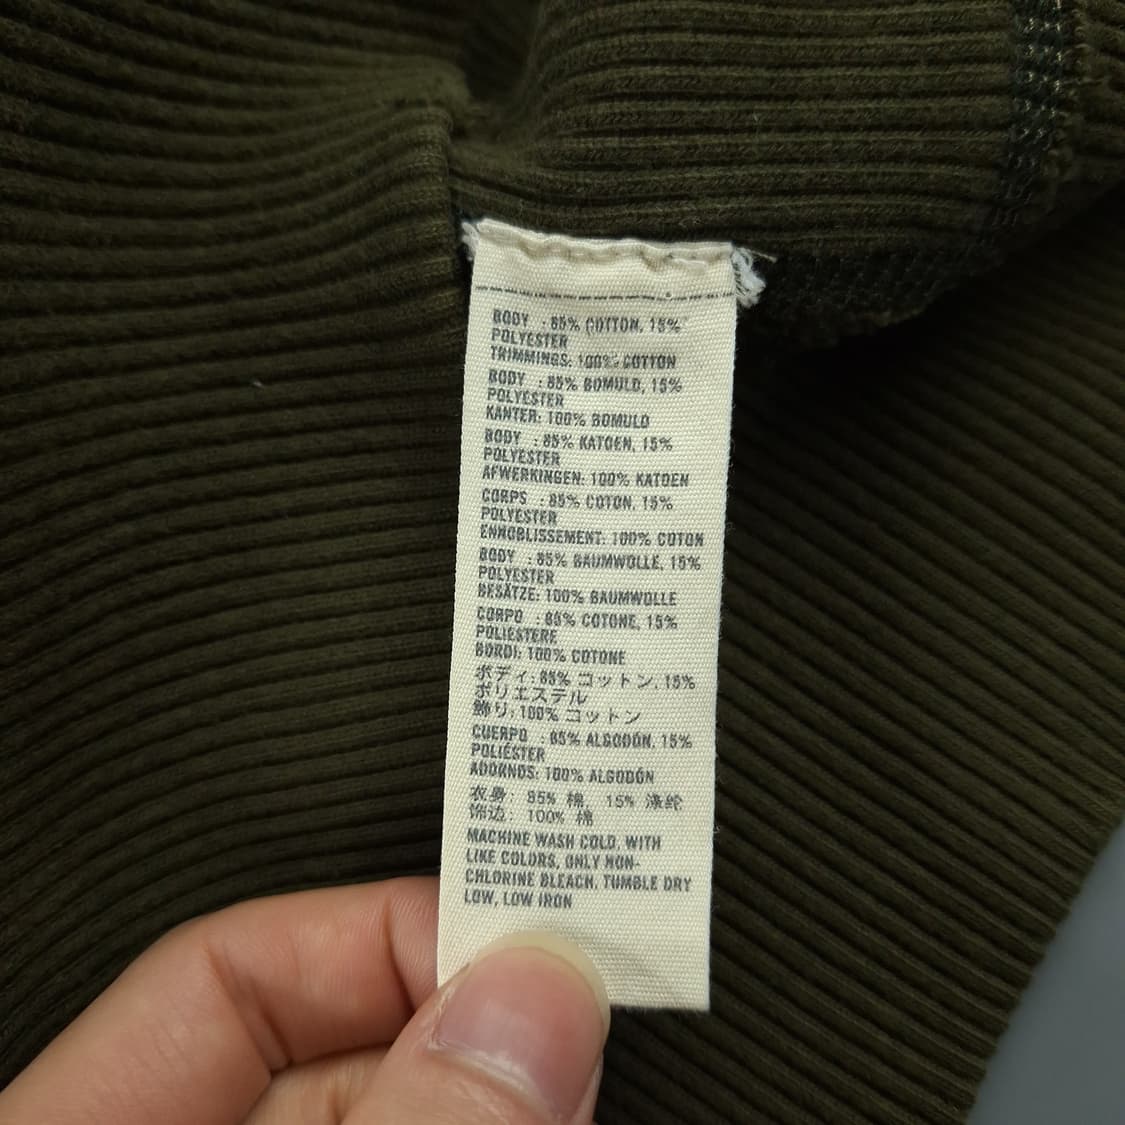 BODY : 85% COTTON, 15%
POLYESTER
TRIMMINGS: 100% COTTON
BODY : 85% BOMULD, 15%
POLYESTER
KANTER: 100% BOMULD
BODY : 85% KATOEN, 15%
POLYESTER
AFWERKINGEN: 100% KATOEN
CORPS : 85% COTON, 15%
POLYESTER
ENNOBLISSEMENT: 100% COTON
BODY : 85% BAUMWOLLE, 15%
POLYESTER
BESÄTZE: 100% BAUMWOLLE
CORPO : 85% COTONE, 15%
POLIESTERE
BORDI: 100% COTONE
ボディ: 85% コットン, 15%
ポリエステル
飾り: 100% コットン
CUERPO : 85% ALGODÓN, 15%
POLIÉSTER
ADORNOS: 100% ALGODÓN
衣身: 85% 棉, 15% 涤纶
饰边: 100% 棉
MACHINE WASH COLD, WITH
LIKE COLORS, ONLY NON-
CHLORINE BLEACH, TUMBLE DRY
LOW, LOW IRON